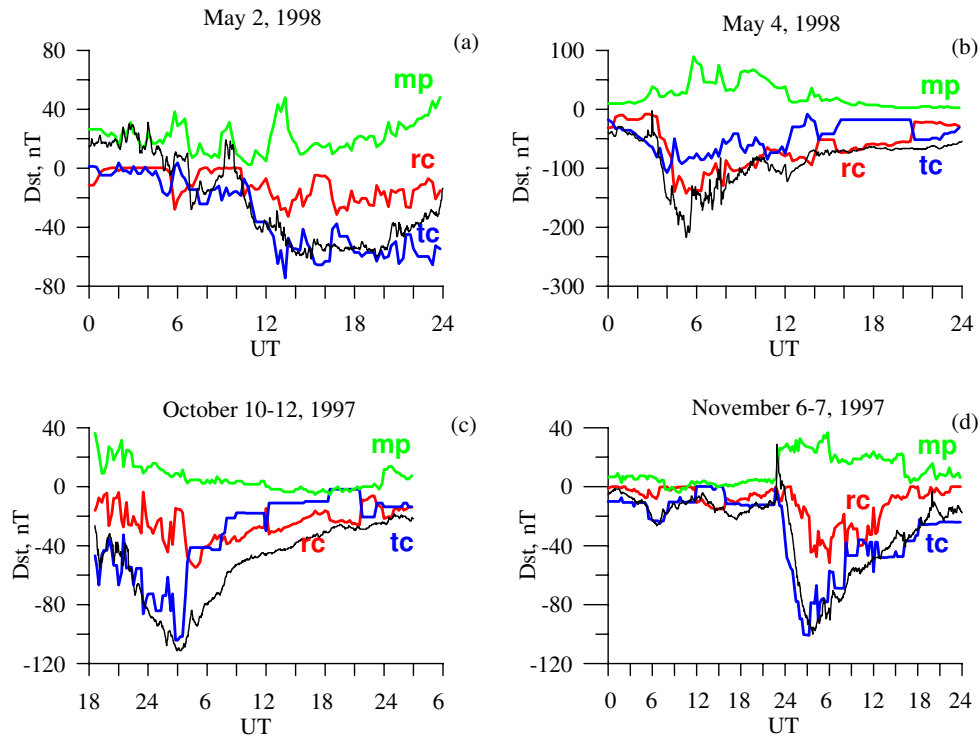 May 2, 1998
(a)
80
40
0
-40
-80
Dst, nT
mp
rc
tc
0 6 12 18 24
UT
May 4, 1998
(b)
100
0
-100
-200
-300
Dst, nT
mp
rc
tc
0 6 12 18 24
UT
October 10-12, 1997
(c)
40
0
-40
-80
-120
Dst, nT
mp
rc
tc
18 24 6 12 18 24 6
UT
November 6-7, 1997
(d)
40
0
-40
-80
-120
Dst, nT
mp
rc
tc
0 6 12 18 24 6 12 18 24
UT